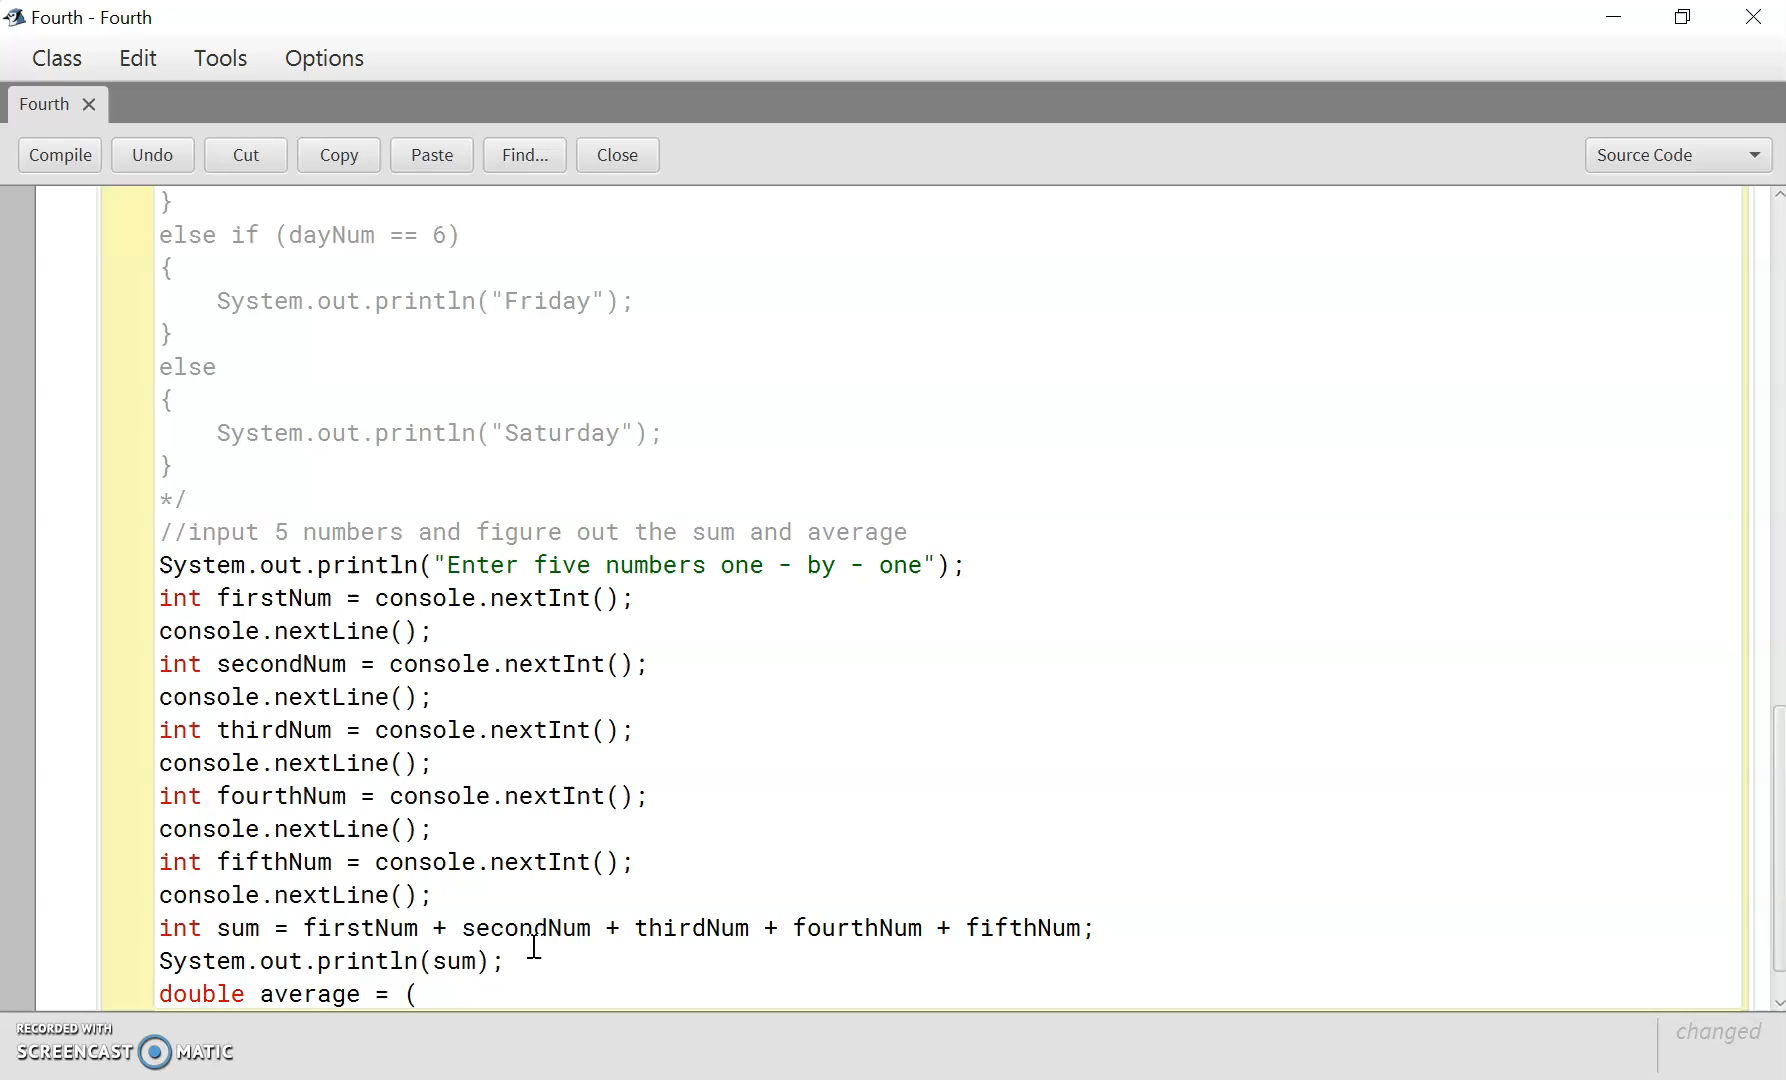 Fourth - Fourth
Class Edit Tools Options
Fourth
Compile Undo Cut Copy Paste Find... Close Source Code
}
else if (dayNum == 6)
{
System.out.println("Friday");
}
else
{
System.out.println("Saturday");
}
*/
//input 5 numbers and figure out the sum and average
System.out.println("Enter five numbers one - by - one");
int firstNum = console.nextInt();
console.nextLine();
int secondNum = console.nextInt();
console.nextLine();
int thirdNum = console.nextInt();
console.nextLine();
int fourthNum = console.nextInt();
console.nextLine();
int fifthNum = console.nextInt();
console.nextLine();
int sum = firstNum + secondNum + thirdNum + fourthNum + fifthNum;
System.out.println(sum);
double average = (
changed
RECORDED WITH
SCREENCAST MATIC